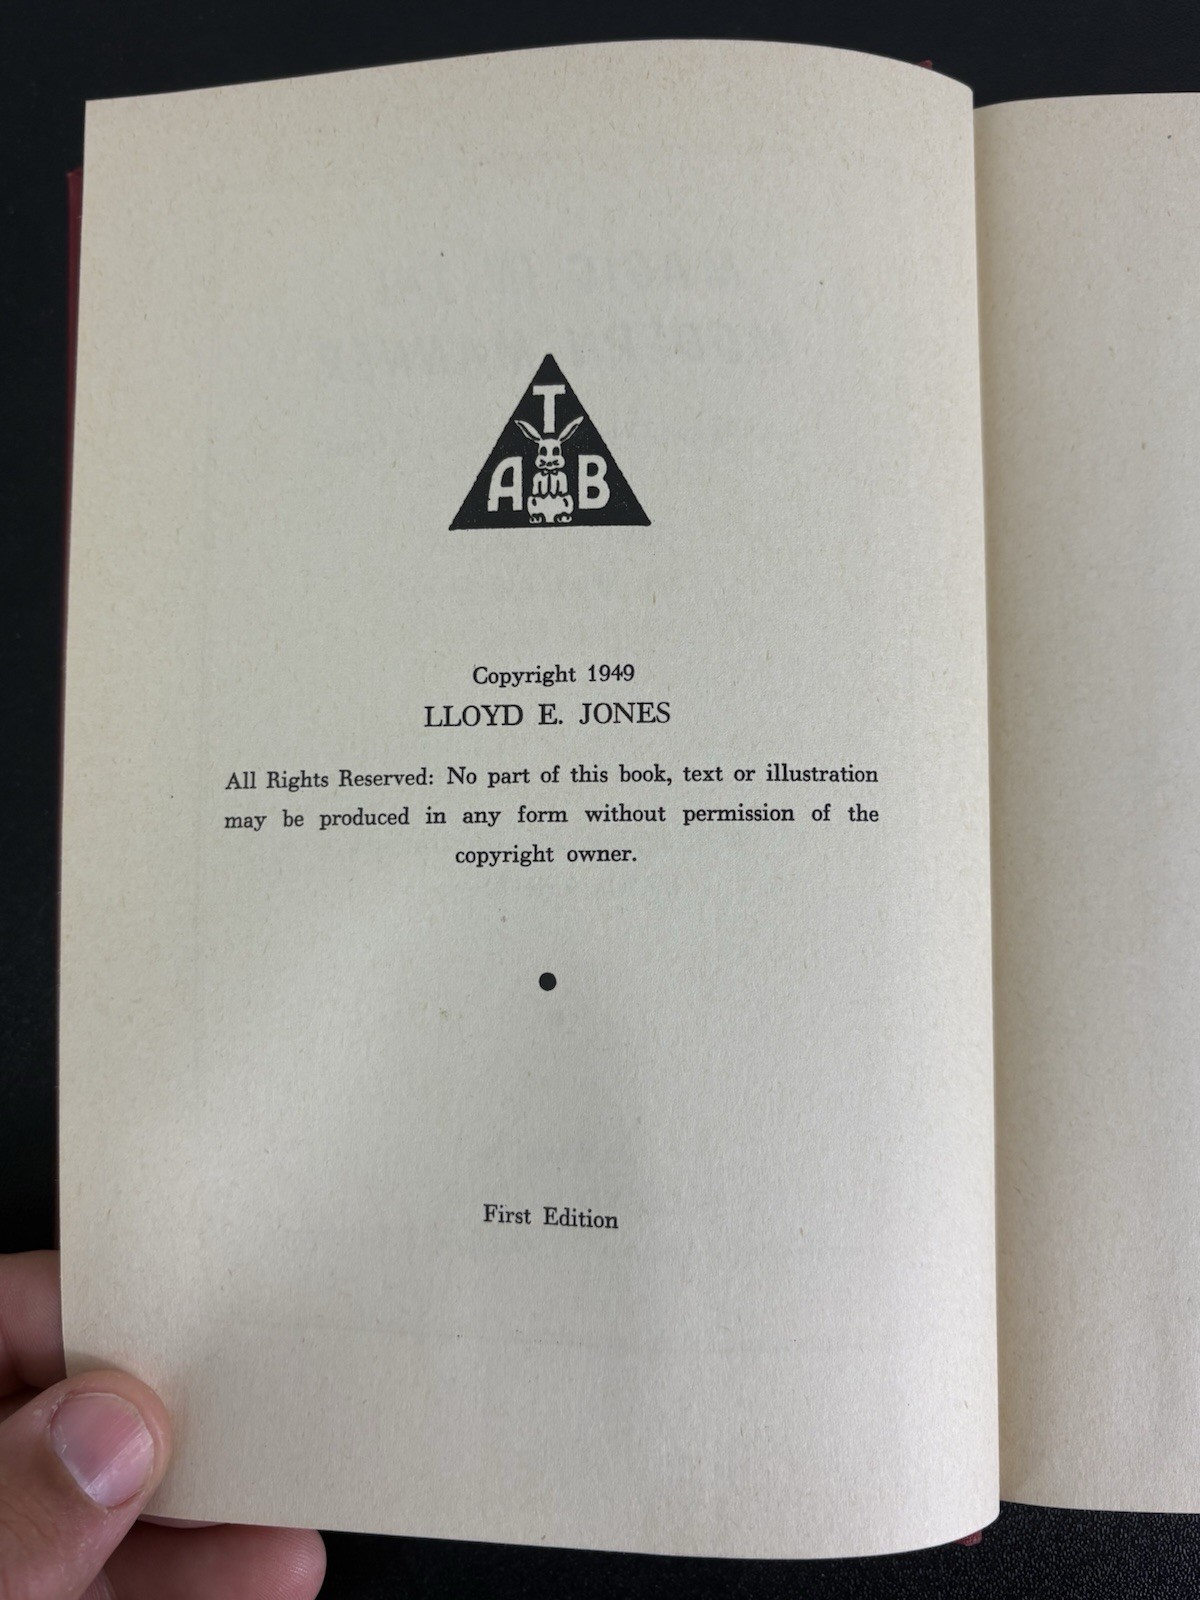 T
A B
Copyright 1949
LLOYD E. JONES
All Rights Reserved: No part of this book, text or illustration
may be produced in any form without permission of the
copyright owner.
First Edition